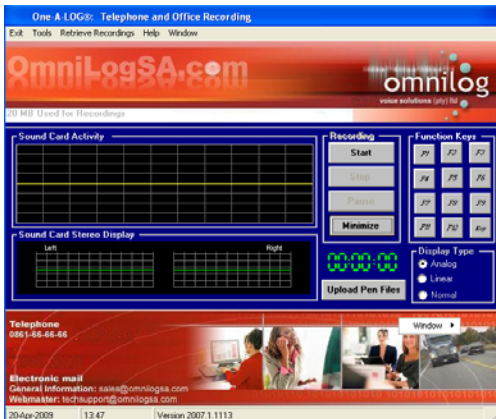 One-A-LOG®: Telephone and Office Recording
Exit Tools Retrieve Recordings Help Window
OmniLogSA.com
omnilog
voice solutions (pty) ltd
20 MB Used for Recordings
Sound Card Activity
Recording
Start
Stop
Pause
Minimize
Function Keys
F1 F2 F3
F4 F5 F6
F7 F8 F9
F11 F12
Sound Card Stereo Display
Left Right
00:00:00
Upload Pen Files
Display Type
Analog
Linear
Normal
Telephone
0861-66-66-66
Window
Electronic mail
General Information: sales@omnilogsa.com
Webmaster: techsupport@omnilogsa.com
20-Apr-2009 13:47 Version 2007.1.1113